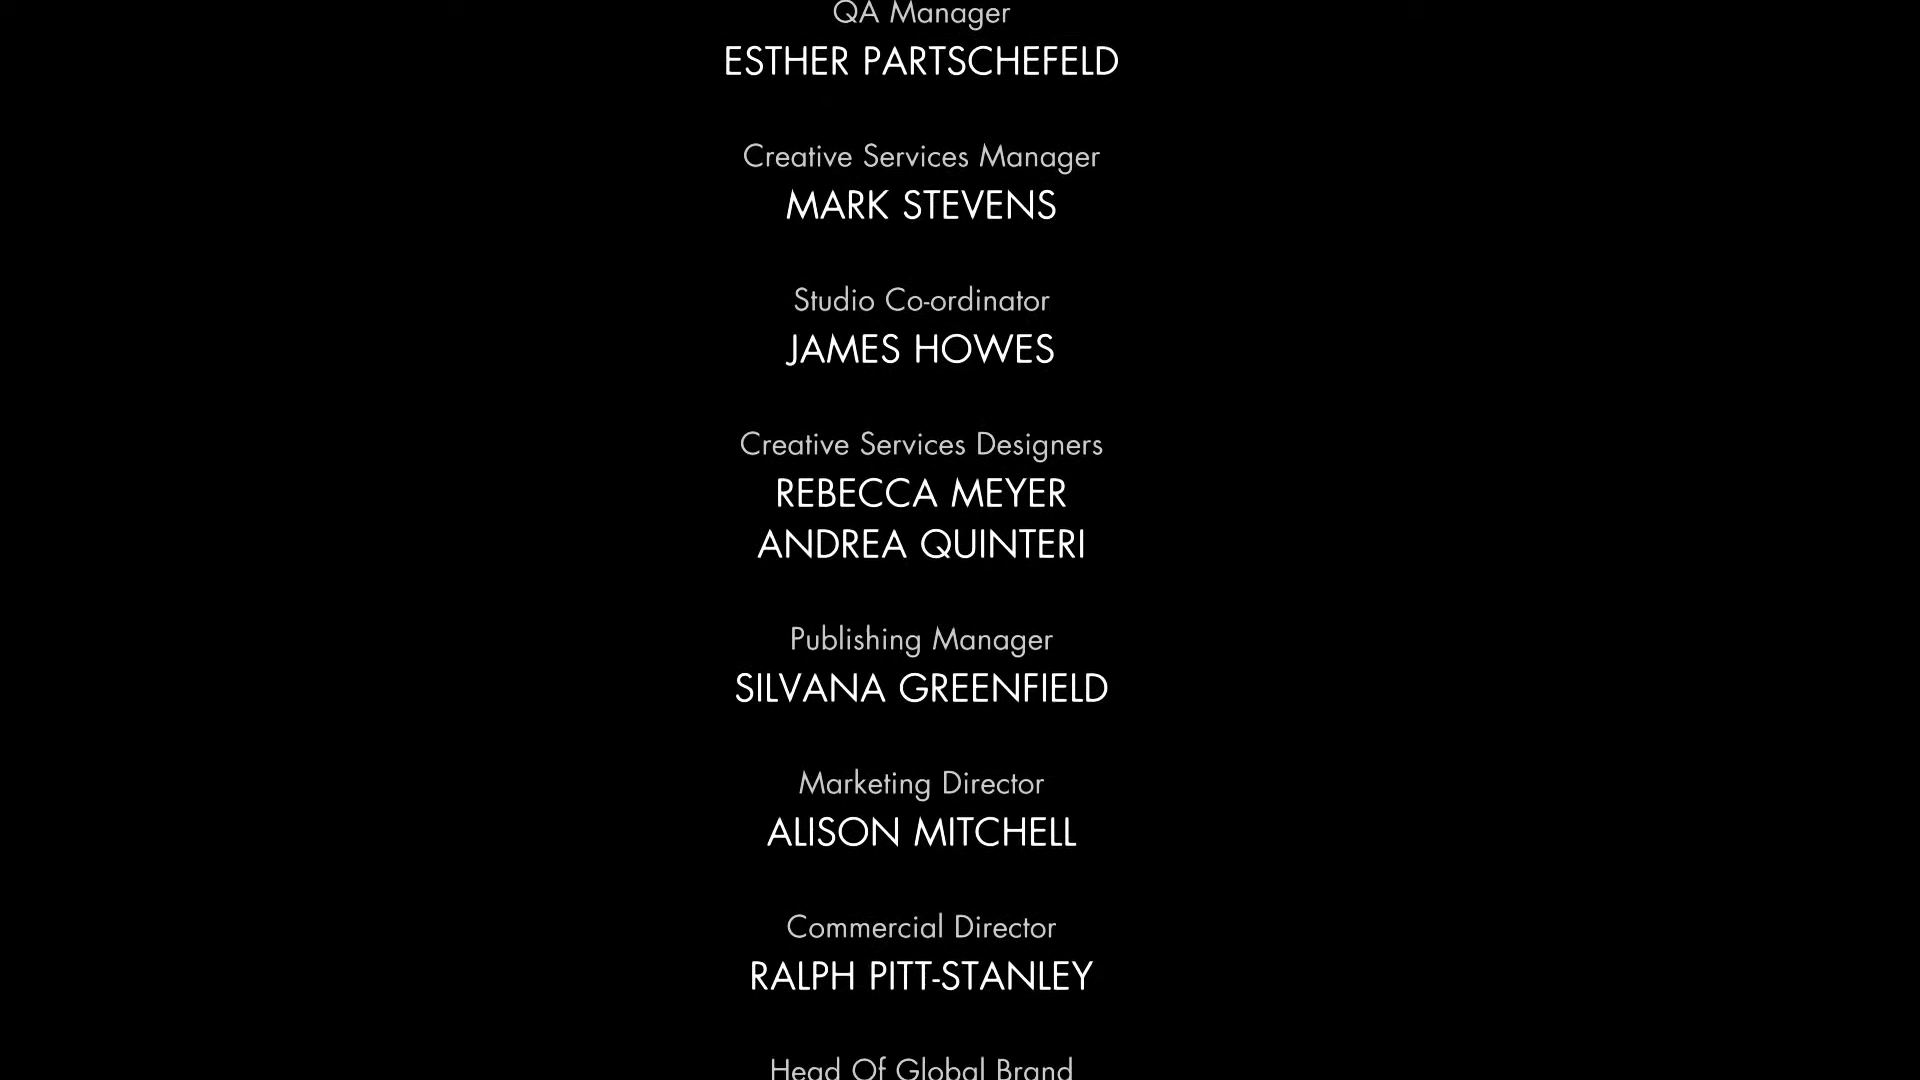 QA Manager
ESTHER PARTSCHEFELD
Creative Services Manager
MARK STEVENS
Studio Co-ordinator
JAMES HOWES
Creative Services Designers
REBECCA MEYER
ANDREA QUINTERI
Publishing Manager
SILVANA GREENFIELD
Marketing Director
ALISON MITCHELL
Commercial Director
RALPH PITT-STANLEY
Head Of Global Brand